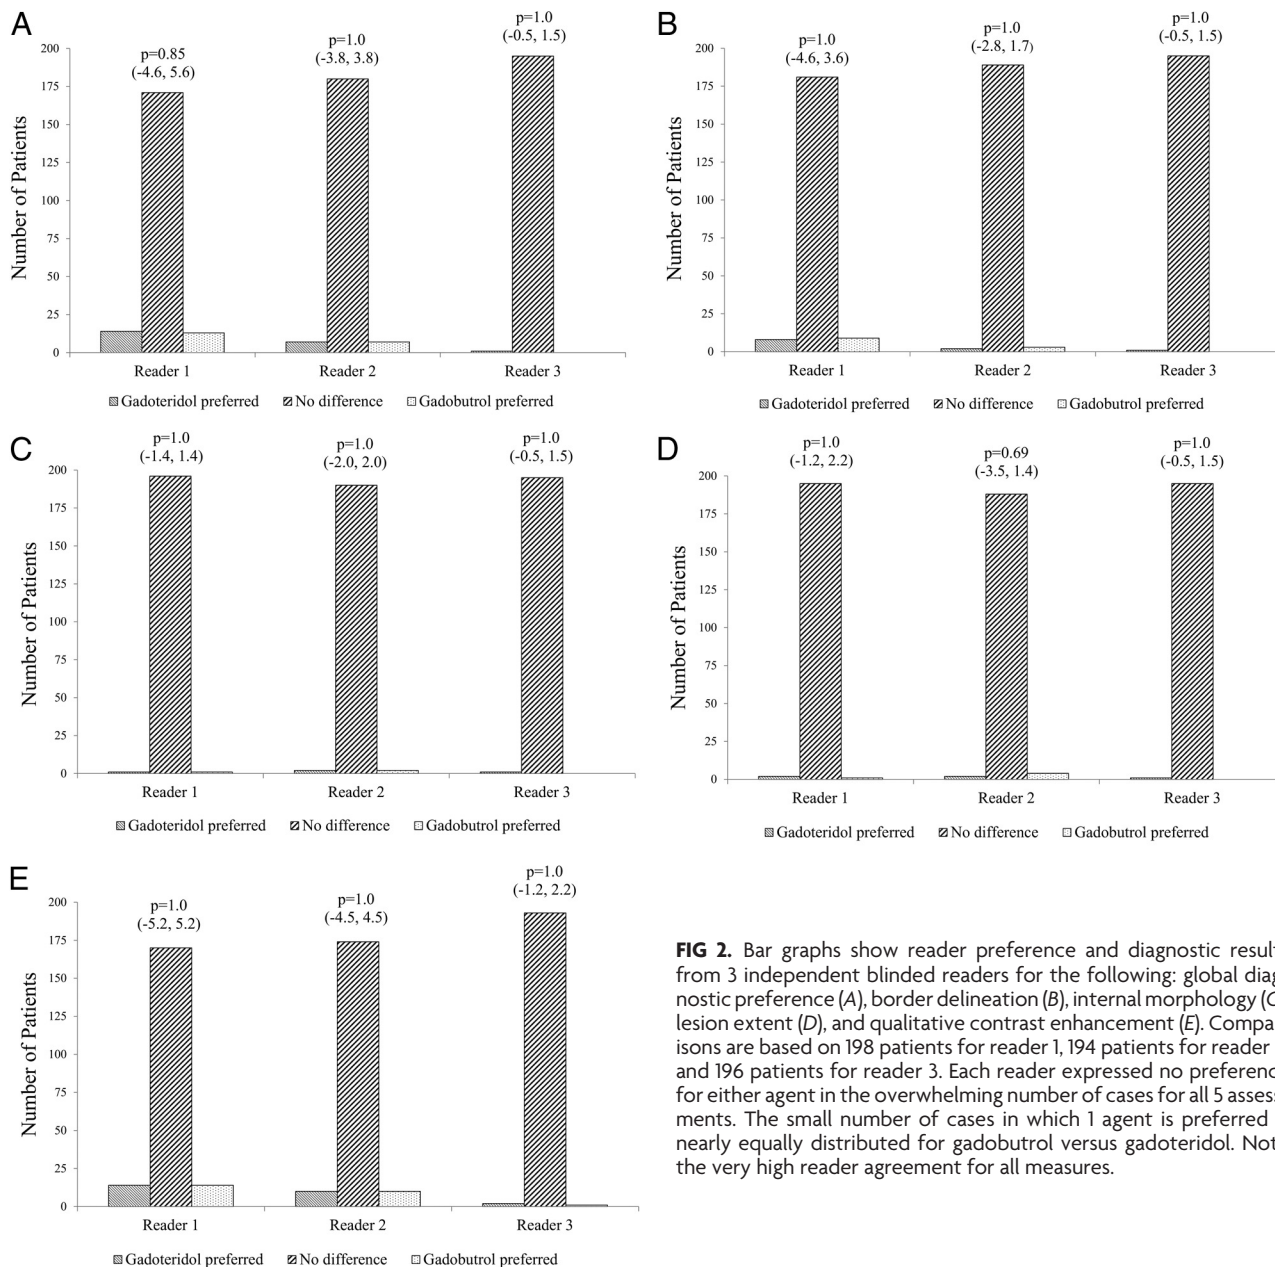 A
p=0.85
(-4.6, 5.6)
p=1.0
(-3.8, 3.8)
p=1.0
(-0.5, 1.5)
200
175
150
125
100
75
50
25
0
Number of Patients
Reader 1 Reader 2 Reader 3
Gadoteridol preferred No difference Gadobutrol preferred
B
p=1.0
(-4.6, 3.6)
p=1.0
(-2.8, 1.7)
p=1.0
(-0.5, 1.5)
200
175
150
125
100
75
50
25
0
Number of Patients
Reader 1 Reader 2 Reader 3
Gadoteridol preferred No difference Gadobutrol preferred
C
p=1.0
(-1.4, 1.4)
p=1.0
(-2.0, 2.0)
p=1.0
(-0.5, 1.5)
200
175
150
125
100
75
50
25
0
Number of Patients
Reader 1 Reader 2 Reader 3
Gadoteridol preferred No difference Gadobutrol preferred
D
p=1.0
(-1.2, 2.2)
p=0.69
(-3.5, 1.4)
p=1.0
(-0.5, 1.5)
200
175
150
125
100
75
50
25
0
Number of Patients
Reader 1 Reader 2 Reader 3
Gadoteridol preferred No difference Gadobutrol preferred
E
p=1.0
(-5.2, 5.2)
p=1.0
(-4.5, 4.5)
p=1.0
(-1.2, 2.2)
200
175
150
125
100
75
50
25
0
Number of Patients
Reader 1 Reader 2 Reader 3
Gadoteridol preferred No difference Gadobutrol preferred
FIG 2. Bar graphs show reader preference and diagnostic result
from 3 independent blinded readers for the following: global diag
nostic preference (A), border delineation (B), internal morphology (C
lesion extent (D), and qualitative contrast enhancement (E). Compa
isons are based on 198 patients for reader 1, 194 patients for reader
and 196 patients for reader 3. Each reader expressed no preferenc
for either agent in the overwhelming number of cases for all 5 assess
ments. The small number of cases in which 1 agent is preferred
nearly equally distributed for gadobutrol versus gadoteridol. Not
the very high reader agreement for all measures.